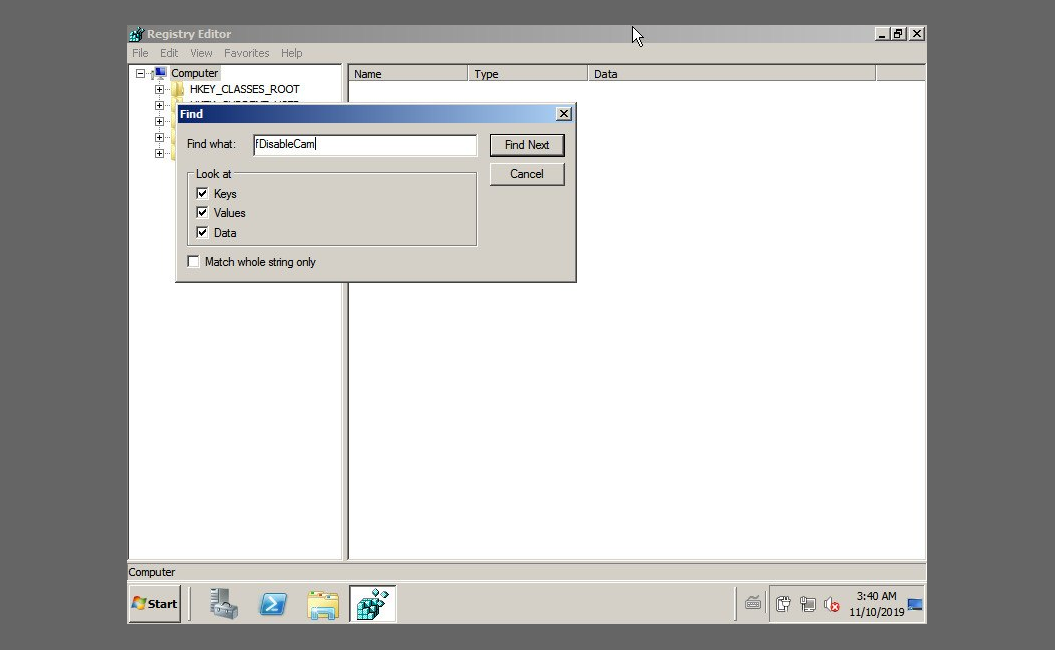 Registry Editor
File Edit View Favorites Help
Computer
Name Type Data
HKEY_CLASSES_ROOT
Find
Find what: fDisableCam
Find Next
Look at
Cancel
Keys
Values
Data
Match whole string only
Computer
Start
3:40 AM
11/10/2019